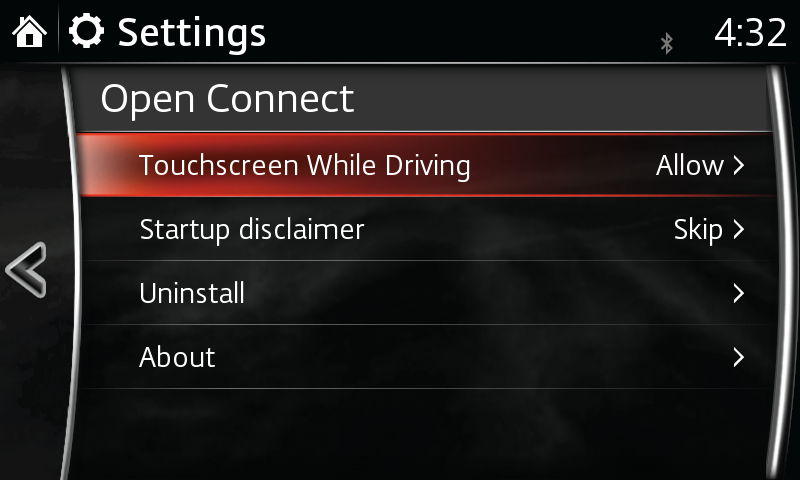 Settings
4:32
Open Connect
Touchscreen While Driving Allow
Startup disclaimer Skip
Uninstall
About